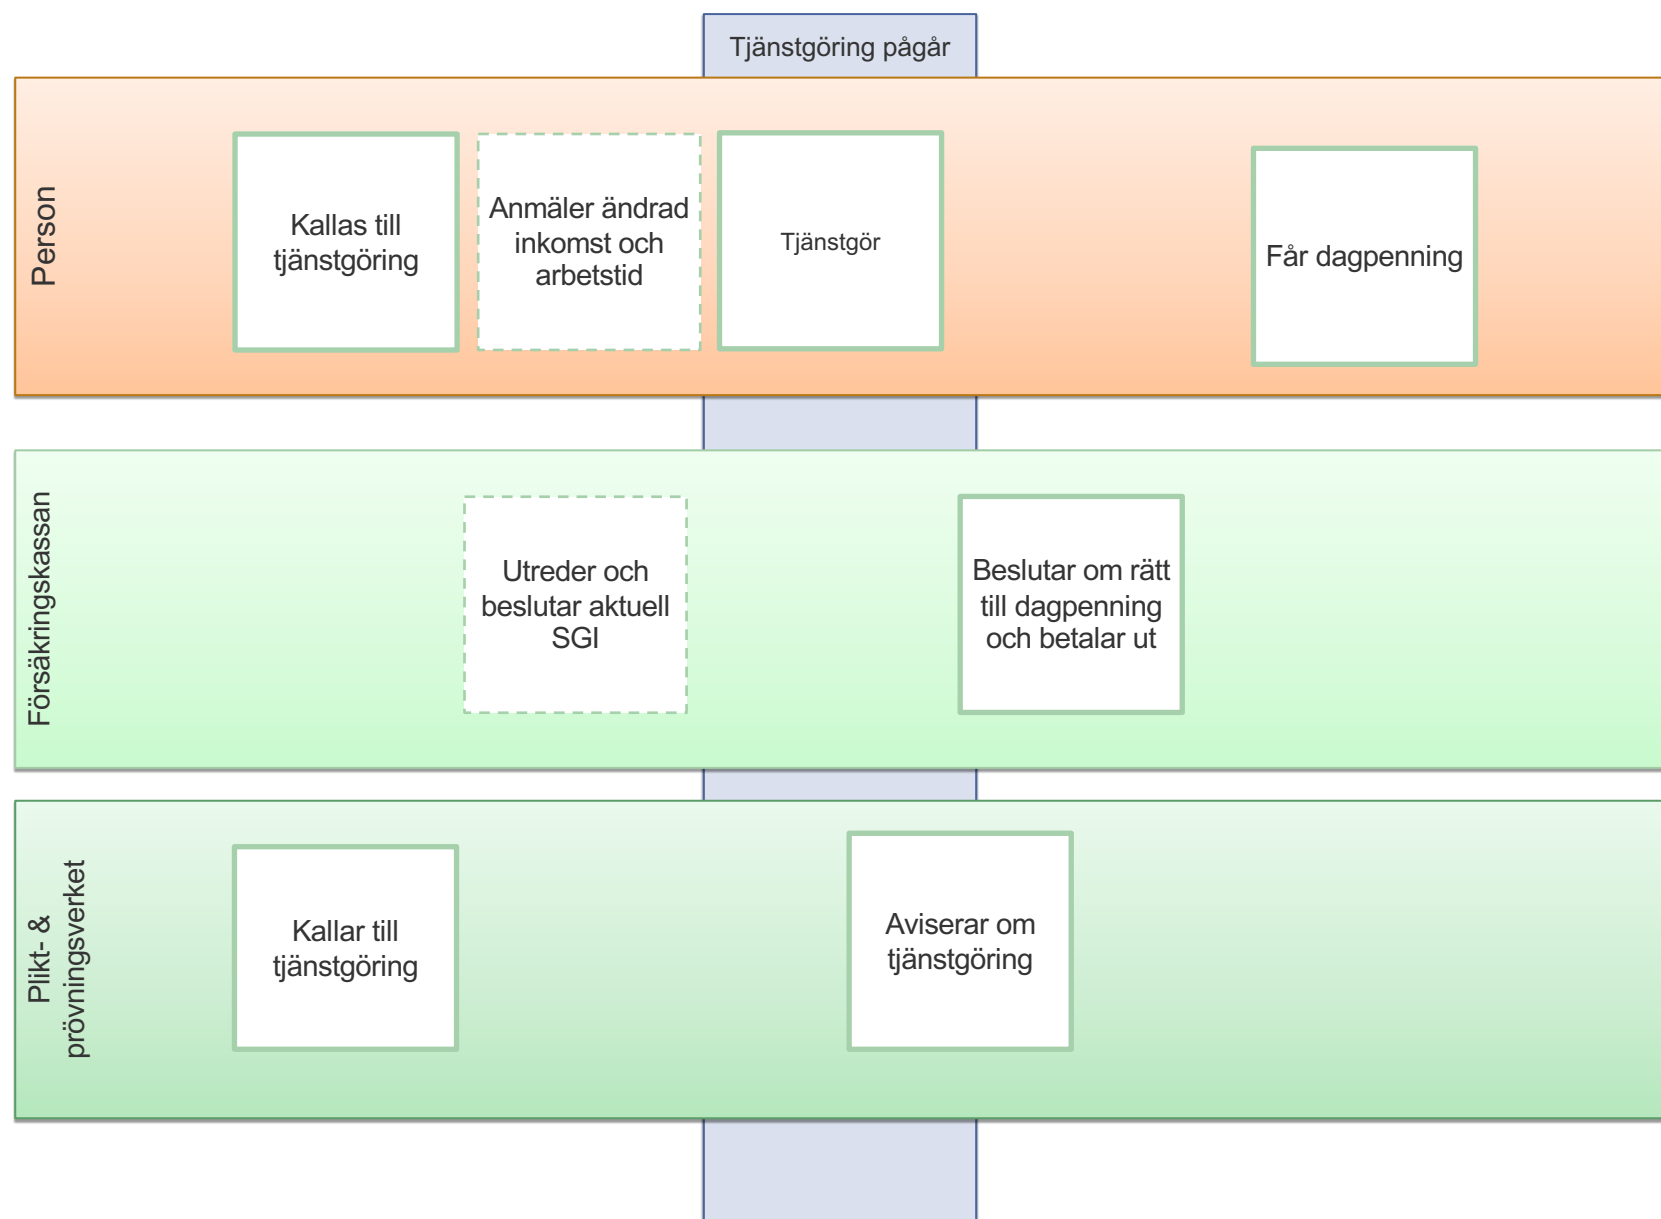 Tjänstgöring pågår
Person
Kallas till
tjänstgöring
Anmäler ändrad
inkomst och
arbetstid
Tjänstgör
Får dagpenning
Försäkringskassan
Utreder och
beslutar aktuell
SGI
Beslutar om rätt
till dagpenning
och betalar ut
Plikt- &
prövningsverket
Kallar till
tjänstgöring
Aviserar om
tjänstgöring